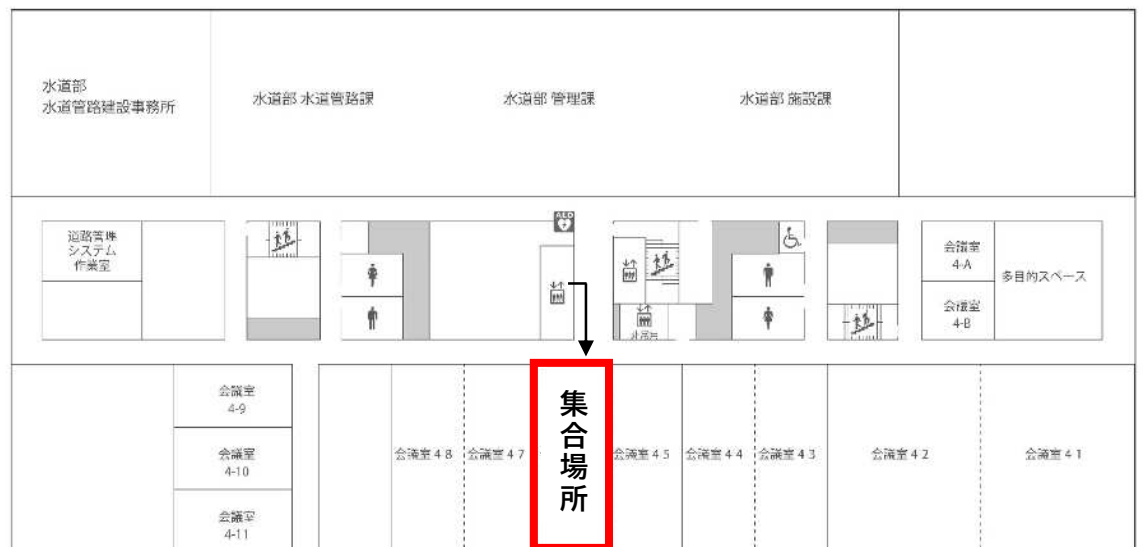 水道部
水道管路建設事務所
水道部 水道管路課
水道部 管理課
水道部 施設課
道路管理
システム
作業室
AED
会議室
4-A
多目的スペース
会議室
4-B
非常用
会議室
4-9
会議室
4-10
会議室
4-11
会議室 4 8
会議室 4 7
集合場所
会議室 4 5
会議室 4 4
会議室 4 3
会議室 4 2
会議室 4 1